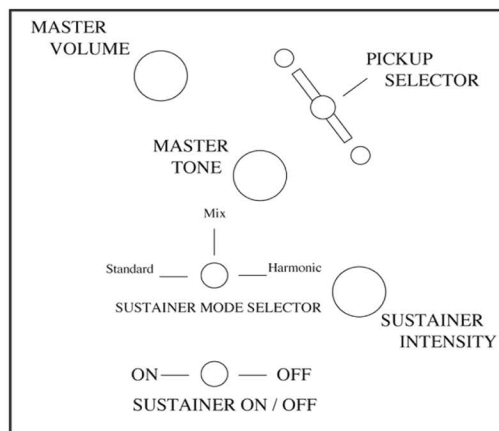 MASTER
VOLUME
PICKUP
SELECTOR
MASTER
TONE
Mix
Standard
Harmonic
SUSTAINER MODE SELECTOR
SUSTAINER
INTENSITY
ON
OFF
SUSTAINER ON / OFF